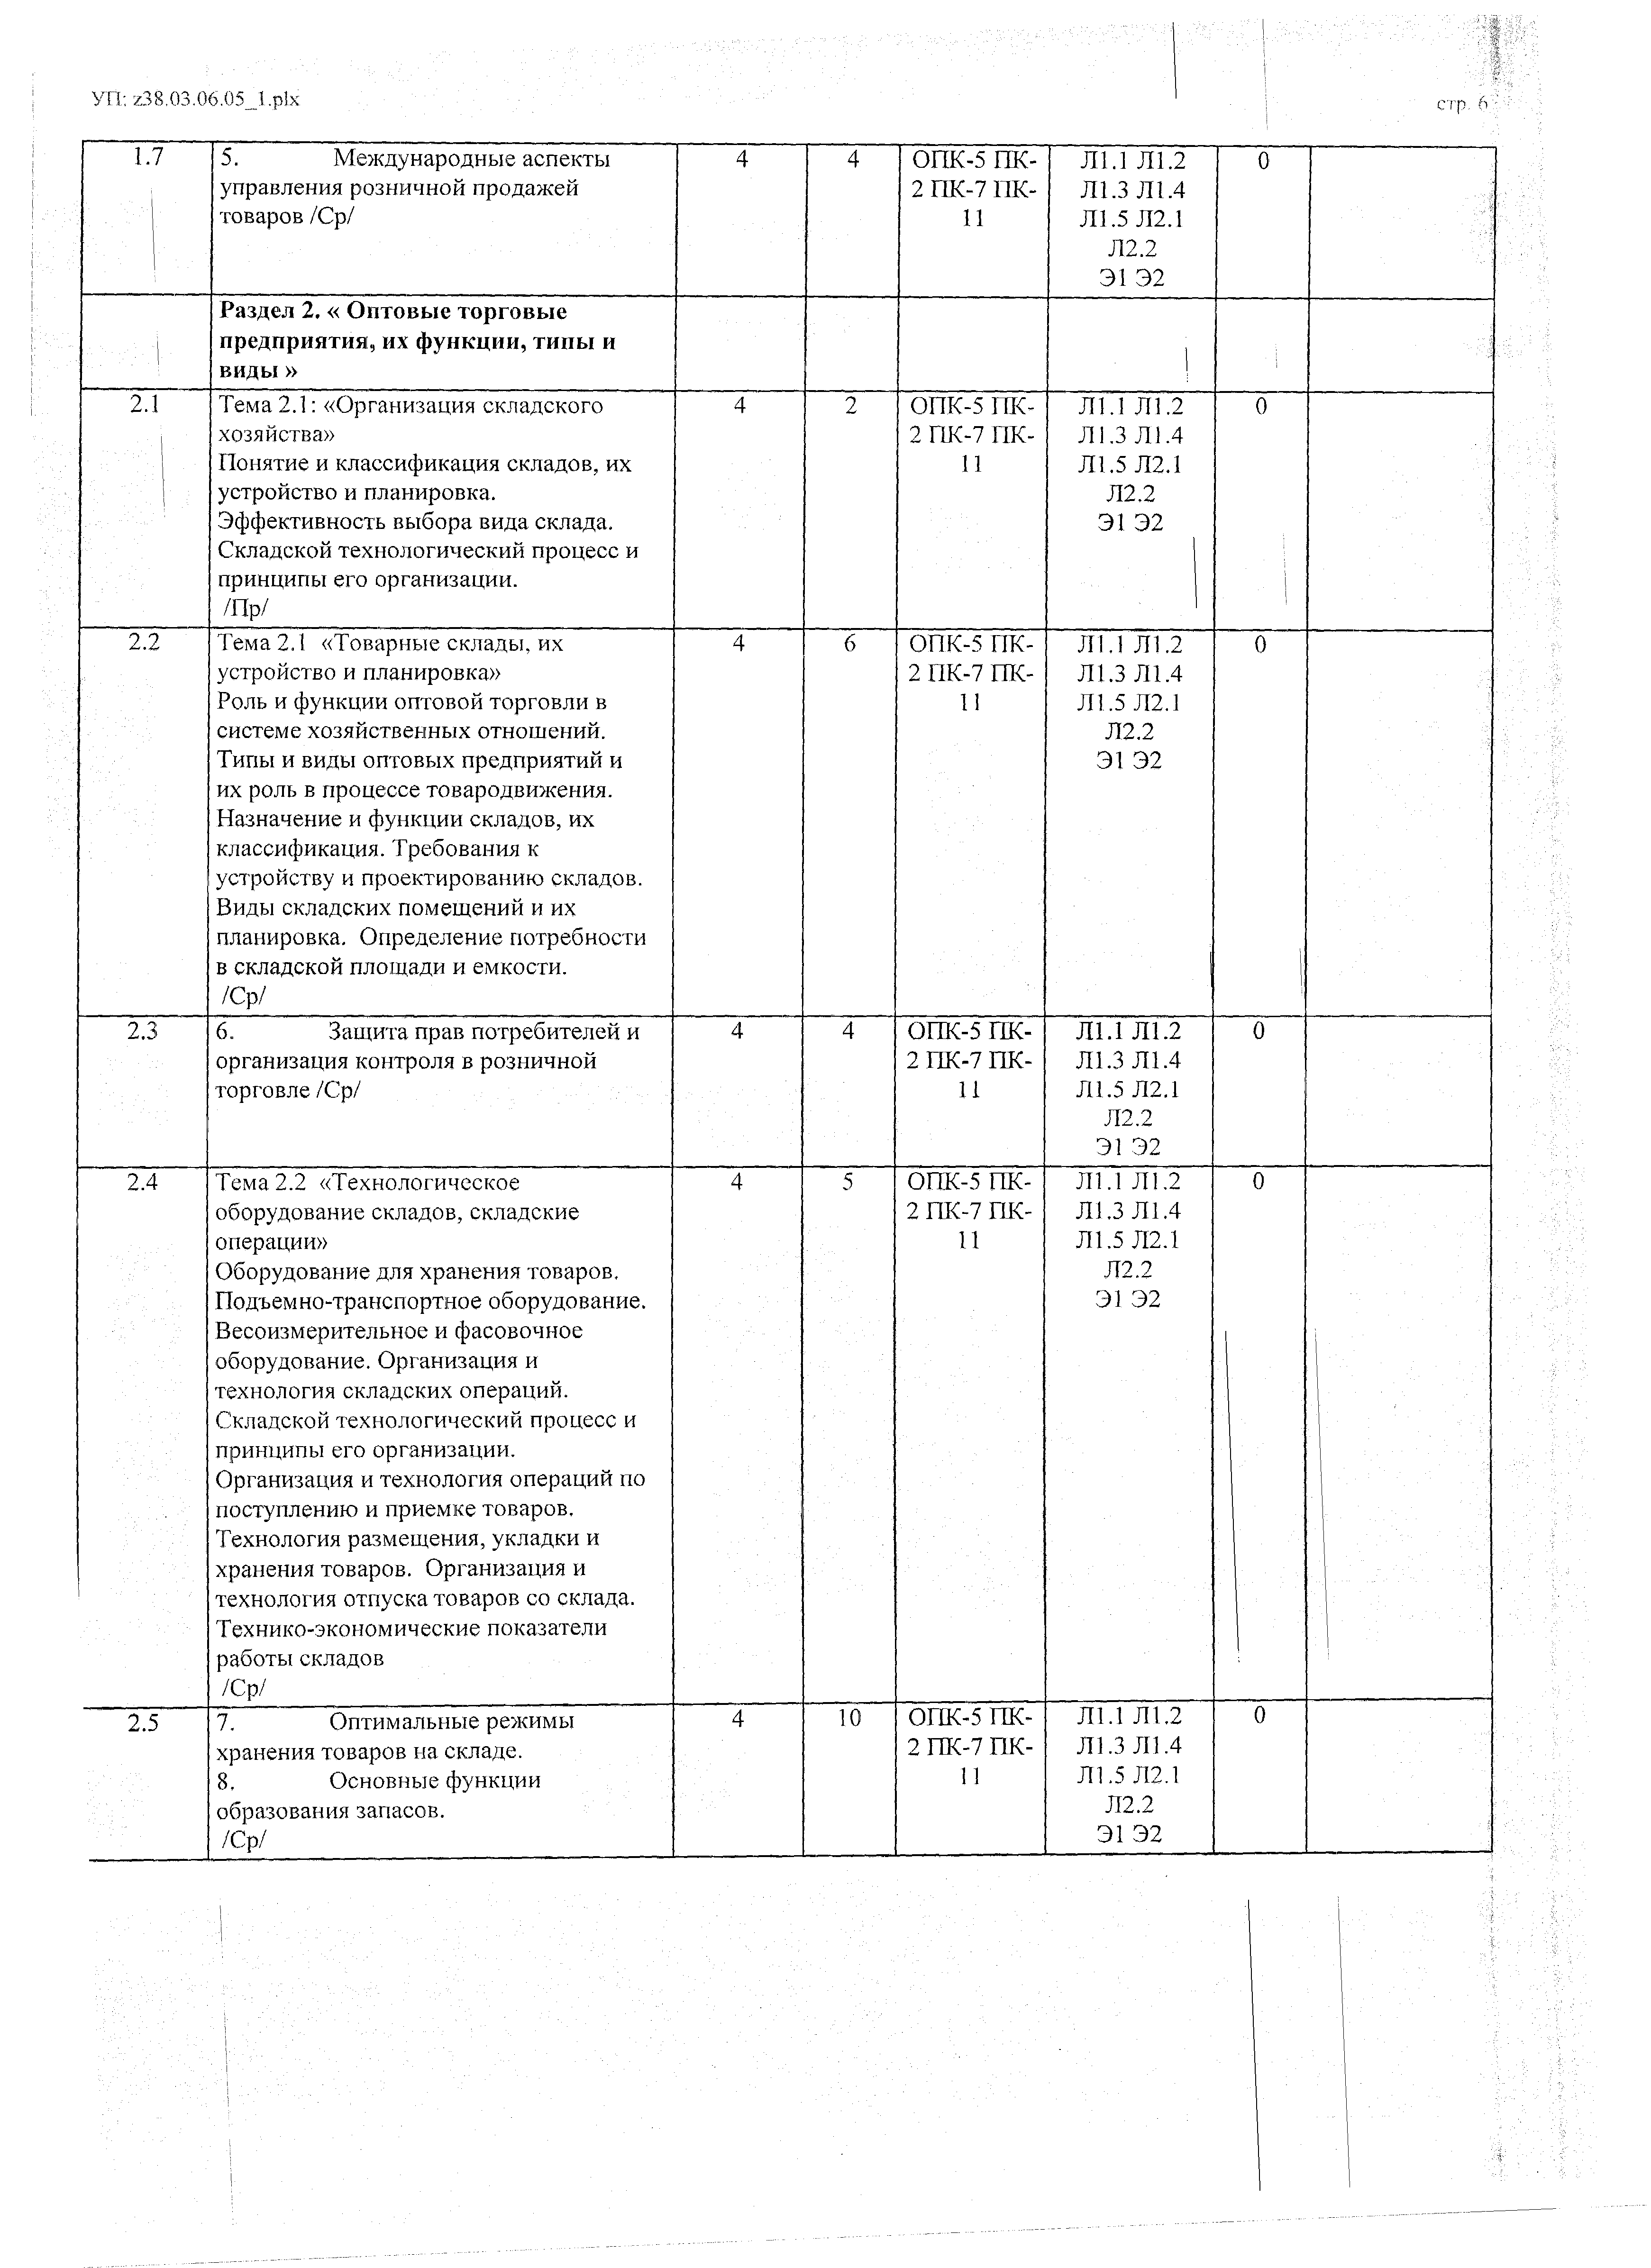 УП: z38.03.06.05_1.plx
стр. 6
1.7
5. Международные аспекты
управления розничной продажей
товаров /Ср/
4
4
ОПК-5 ПК-
2 ПК-7 ПК-
11
Л1.1 Л1.2
Л1.3 Л1.4
Л1.5 Л2.1
Л2.2
Э1 Э2
0
Раздел 2. « Оптовые торговые
предприятия, их функции, типы и
виды »
2.1
Тема 2.1: «Организация складского
хозяйства»
Понятие и классификация складов, их
устройство и планировка.
Эффективность выбора вида склада.
Складской технологический процесс и
принципы его организации.
/Пр/
4
2
ОПК-5 ПК-
2 ПК-7 ПК-
11
Л1.1 Л1.2
Л1.3 Л1.4
Л1.5 Л2.1
Л2.2
Э1 Э2
0
2.2
Тема 2.1 «Товарные склады, их
устройство и планировка»
Роль и функции оптовой торговли в
системе хозяйственных отношений.
Типы и виды оптовых предприятий и
их роль в процессе товародвижения.
Назначение и функции складов, их
классификация. Требования к
устройству и проектированию складов.
Виды складских помещений и их
планировка. Определение потребности
в складской площади и емкости.
/Ср/
4
6
ОПК-5 ПК-
2 ПК-7 ПК-
11
Л1.1 Л1.2
Л1.3 Л1.4
Л1.5 Л2.1
Л2.2
Э1 Э2
0
2.3
6. Защита прав потребителей и
организация контроля в розничной
торговле /Ср/
4
4
ОПК-5 ПК-
2 ПК-7 ПК-
11
Л1.1 Л1.2
Л1.3 Л1.4
Л1.5 Л2.1
Л2.2
Э1 Э2
0
2.4
Тема 2.2 «Технологическое
оборудование складов, складские
операции»
Оборудование для хранения товаров.
Подъемно-транспортное оборудование.
Весоизмерительное и фасовочное
оборудование. Организация и
технология складских операций.
Складской технологический процесс и
принципы его организации.
Организация и технология операций по
поступлению и приемке товаров.
Технология размещения, укладки и
хранения товаров. Организация и
технология отпуска товаров со склада.
Технико-экономические показатели
работы складов
/Ср/
4
5
ОПК-5 ПК-
2 ПК-7 ПК-
11
Л1.1 Л1.2
Л1.3 Л1.4
Л1.5 Л2.1
Л2.2
Э1 Э2
0
2.5
7. Оптимальные режимы
хранения товаров на складе.
8. Основные функции
образования запасов.
/Ср/
4
10
ОПК-5 ПК-
2 ПК-7 ПК-
11
Л1.1 Л1.2
Л1.3 Л1.4
Л1.5 Л2.1
Л2.2
Э1 Э2
0